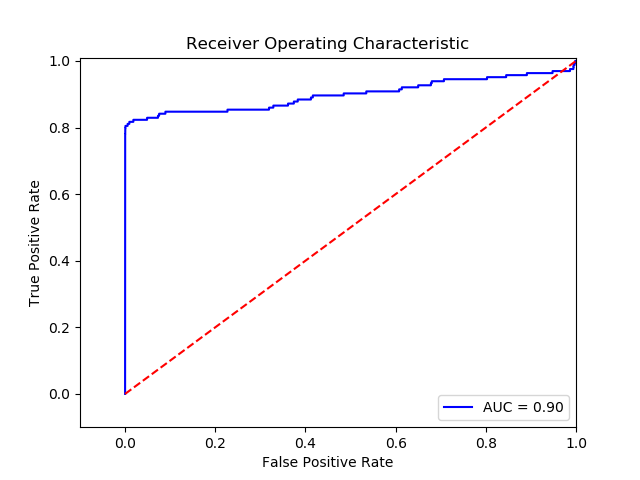 Receiver Operating Characteristic
1.0
0.8
0.6
0.4
0.2
0.0
True Positive Rate
AUC = 0.90
0.0 0.2 0.4 0.6 0.8 1.0
False Positive Rate